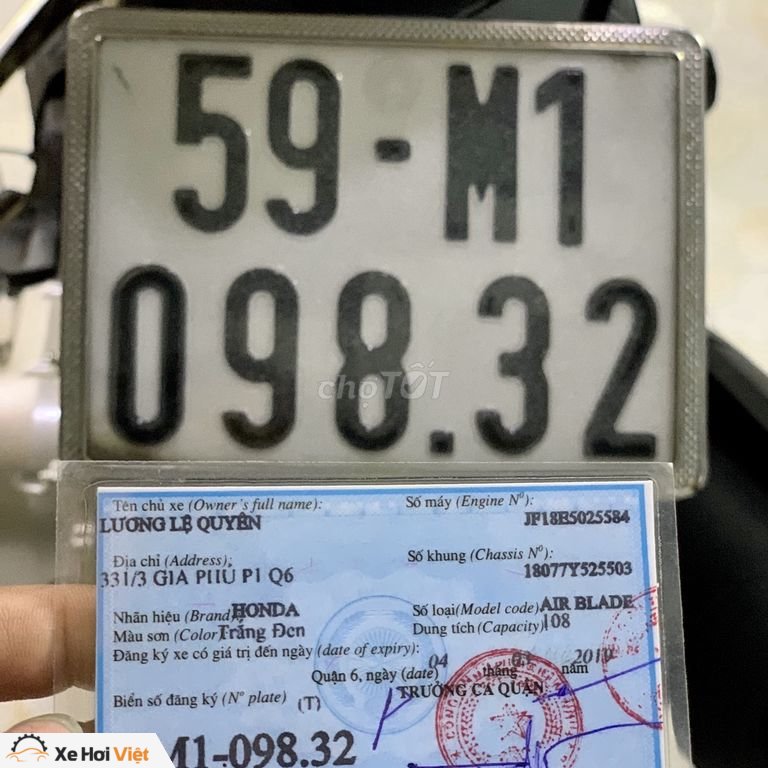 59-M1
098.32
chợTỐT
Tên chủ xe (Owner's full name):
LƯƠNG LỆ QUYÊN
Số máy (Engine Nº):
JF18E5025584
Địa chỉ (Address):
331/3 GIA PHU P1 Q6
Số khung (Chassis Nº):
18077Y525503
Nhãn hiệu (Brand) HONDA
Số loại(Model code) AIR BLADE
Màu sơn (Color) Trắng Đen
Dung tích (Capacity) 108
Đăng ký xe có giá trị đến ngày (date of expiry):
Quận 6, ngày (date) 04 tháng năm
TRƯỞNG CA QUẬN
Biển số đăng ký (Nº plate) (T)
M1-098.32
Xe Hơi Việt